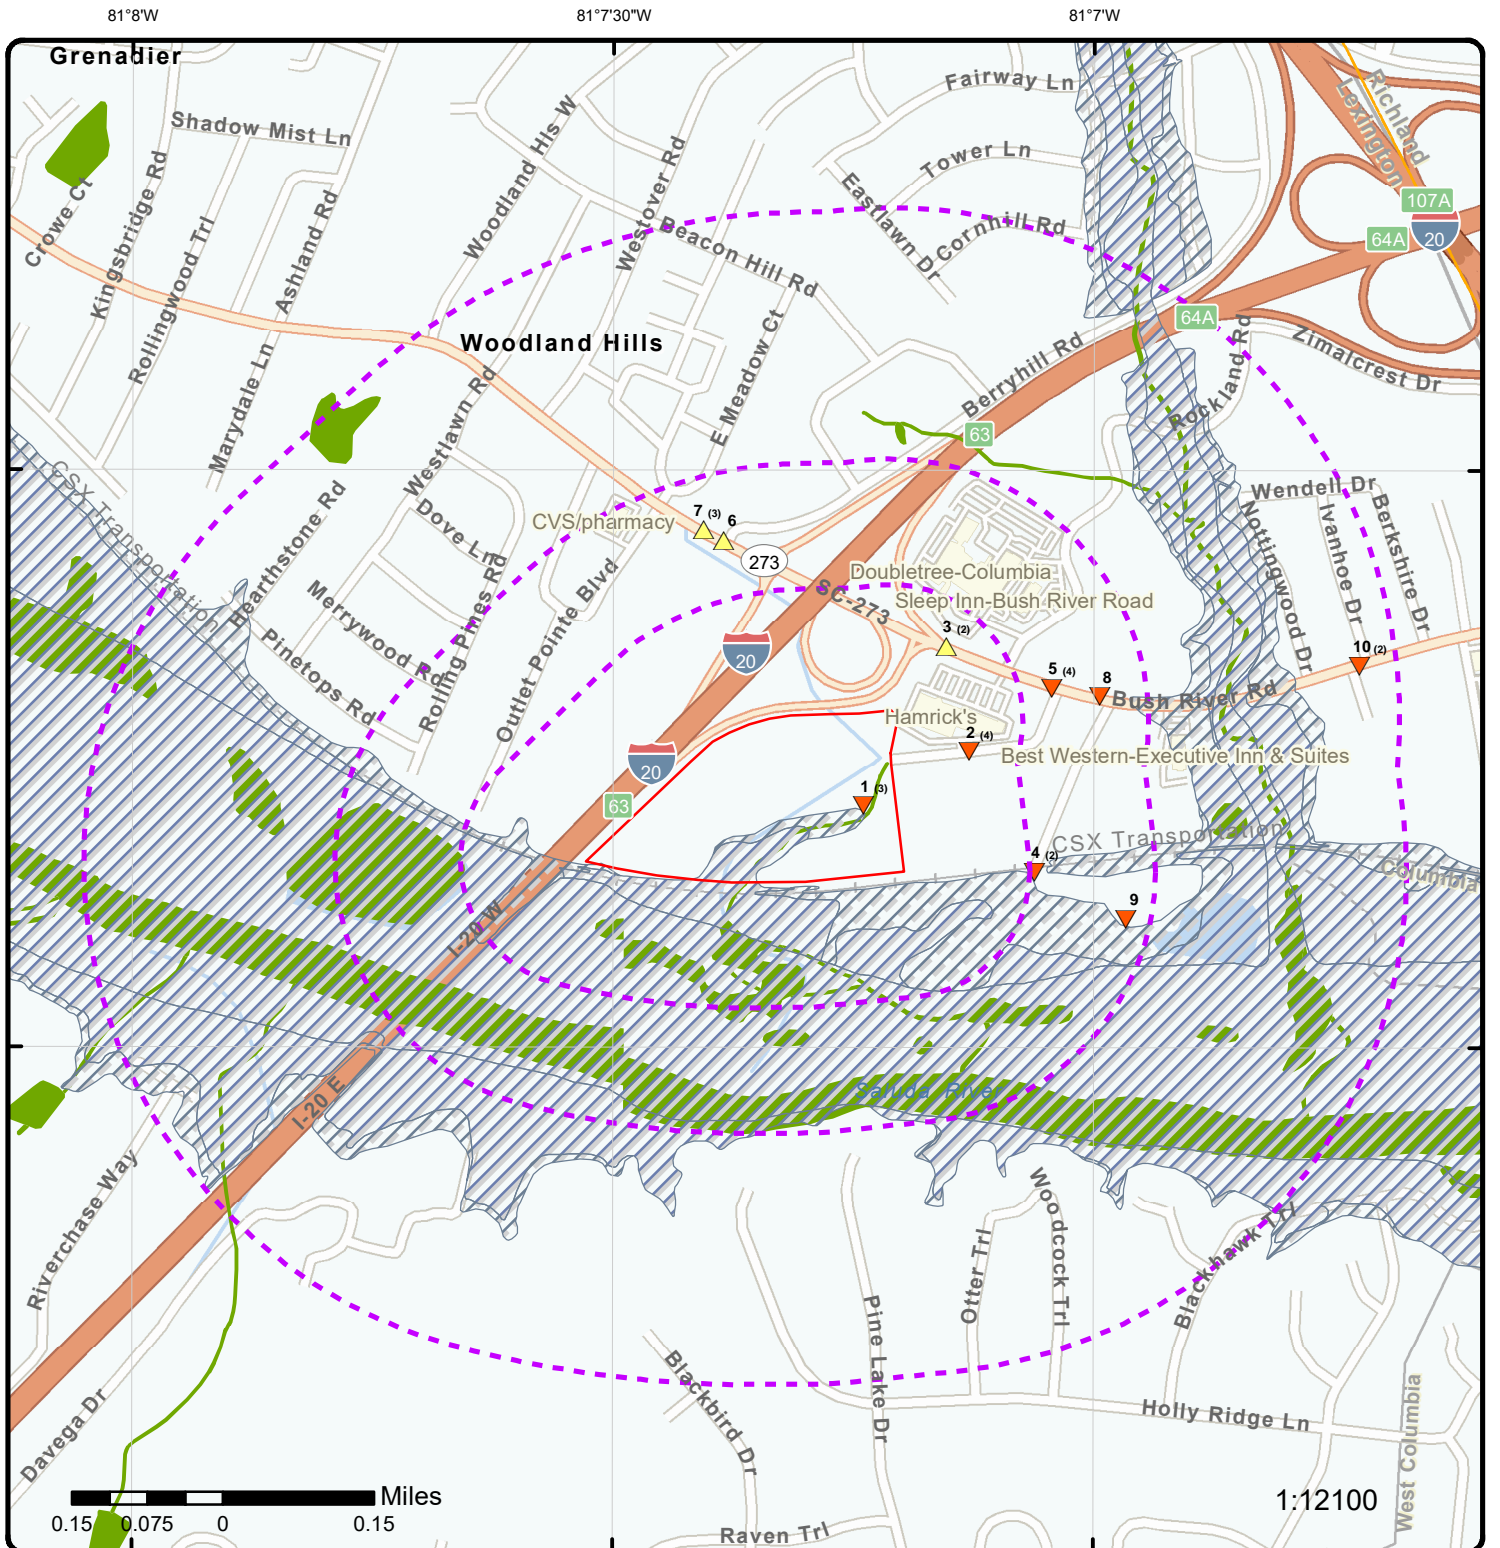 81°8'W
81°7'30"W
81°7'W
Grenadier
Fairway Ln
Richland
Lexington
Shadow Mist Ln
Woodland Hls W
Tower Ln
Crowe Ct
Kingsbridge Rd
Rollingwood Trl
Ashland Rd
Westover Rd
Eastlawn Dr
Cornhill Rd
107A
64A
20
Beacon Hill Rd
64A
Woodland Hills
Marydale Ln
E Meadow Ct
Berryhill Rd
Rockland Rd
Zimalcrest Dr
Westlawn Rd
63
CSX Transportation
Hearthstone Rd
Dove Ln
CVS/pharmacy
7 (3)
6
273
Wendell Dr
Nottingwood Dr
Ivanhoe Dr
Berkshire Dr
Doubletree-Columbia
SC-273
Sleep Inn-Bush River Road
Merrywood Rd
Rolling Pines Rd
Outlet Pointe Blvd
Pinetops Rd
3 (2)
20
10 (2)
5 (4)
8
Bush River Rd
Hamrick's
2 (4)
Best Western-Executive Inn & Suites
20
63
1 (3)
CSX Transportation
4 (2)
Columbia
9
I-20 W
Saluda River
I-20 E
Riverchase Way
Woodcock Trl
Otter Trl
Blackhawk Trl
Pine Lake Dr
Blackbird Dr
Davega Dr
Holly Ridge Ln
West Columbia
Miles
0.15 0.075 0 0.15
1:12100
Raven Trl